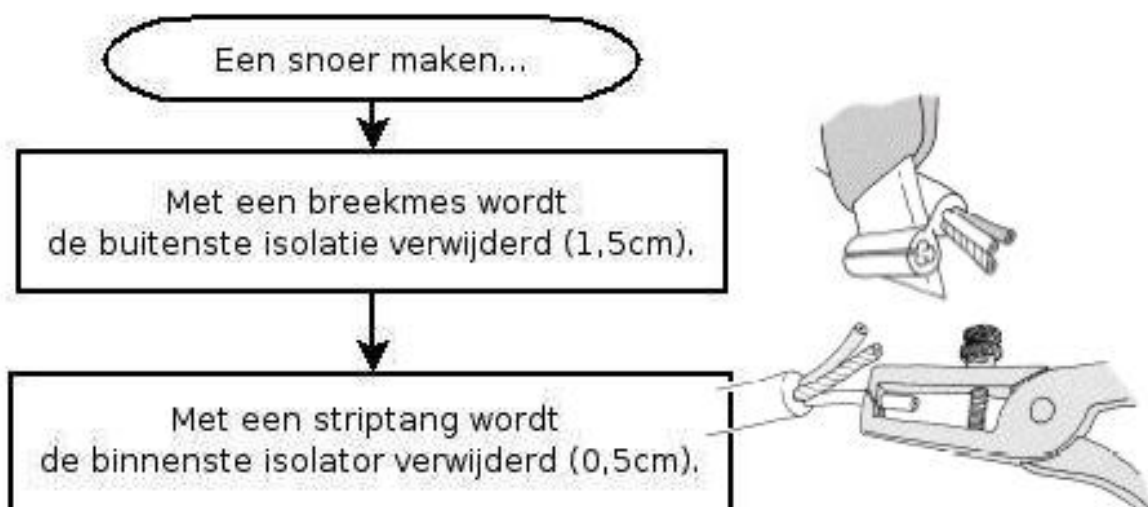 Een snoer maken...
Met een breekmes wordt
de buitenste isolatie verwijderd (1,5cm).
Met een striptang wordt
de binnenste isolator verwijderd (0,5cm).